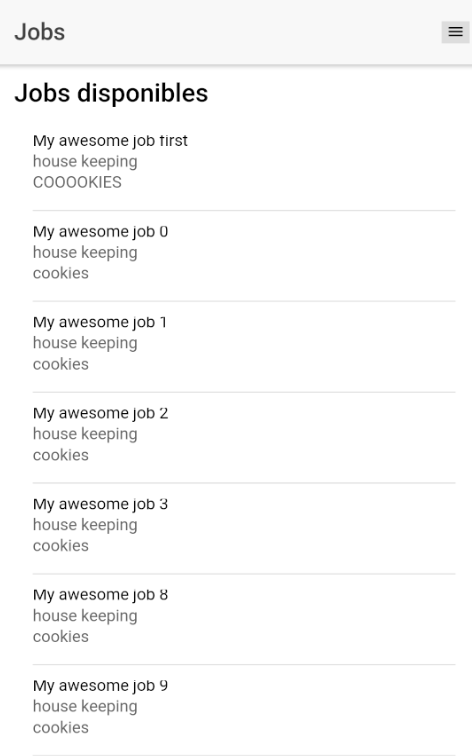 Jobs
Jobs disponibles
My awesome job first
house keeping
COOOOKIES
My awesome job 0
house keeping
cookies
My awesome job 1
house keeping
cookies
My awesome job 2
house keeping
cookies
My awesome job 3
house keeping
cookies
My awesome job 8
house keeping
cookies
My awesome job 9
house keeping
cookies